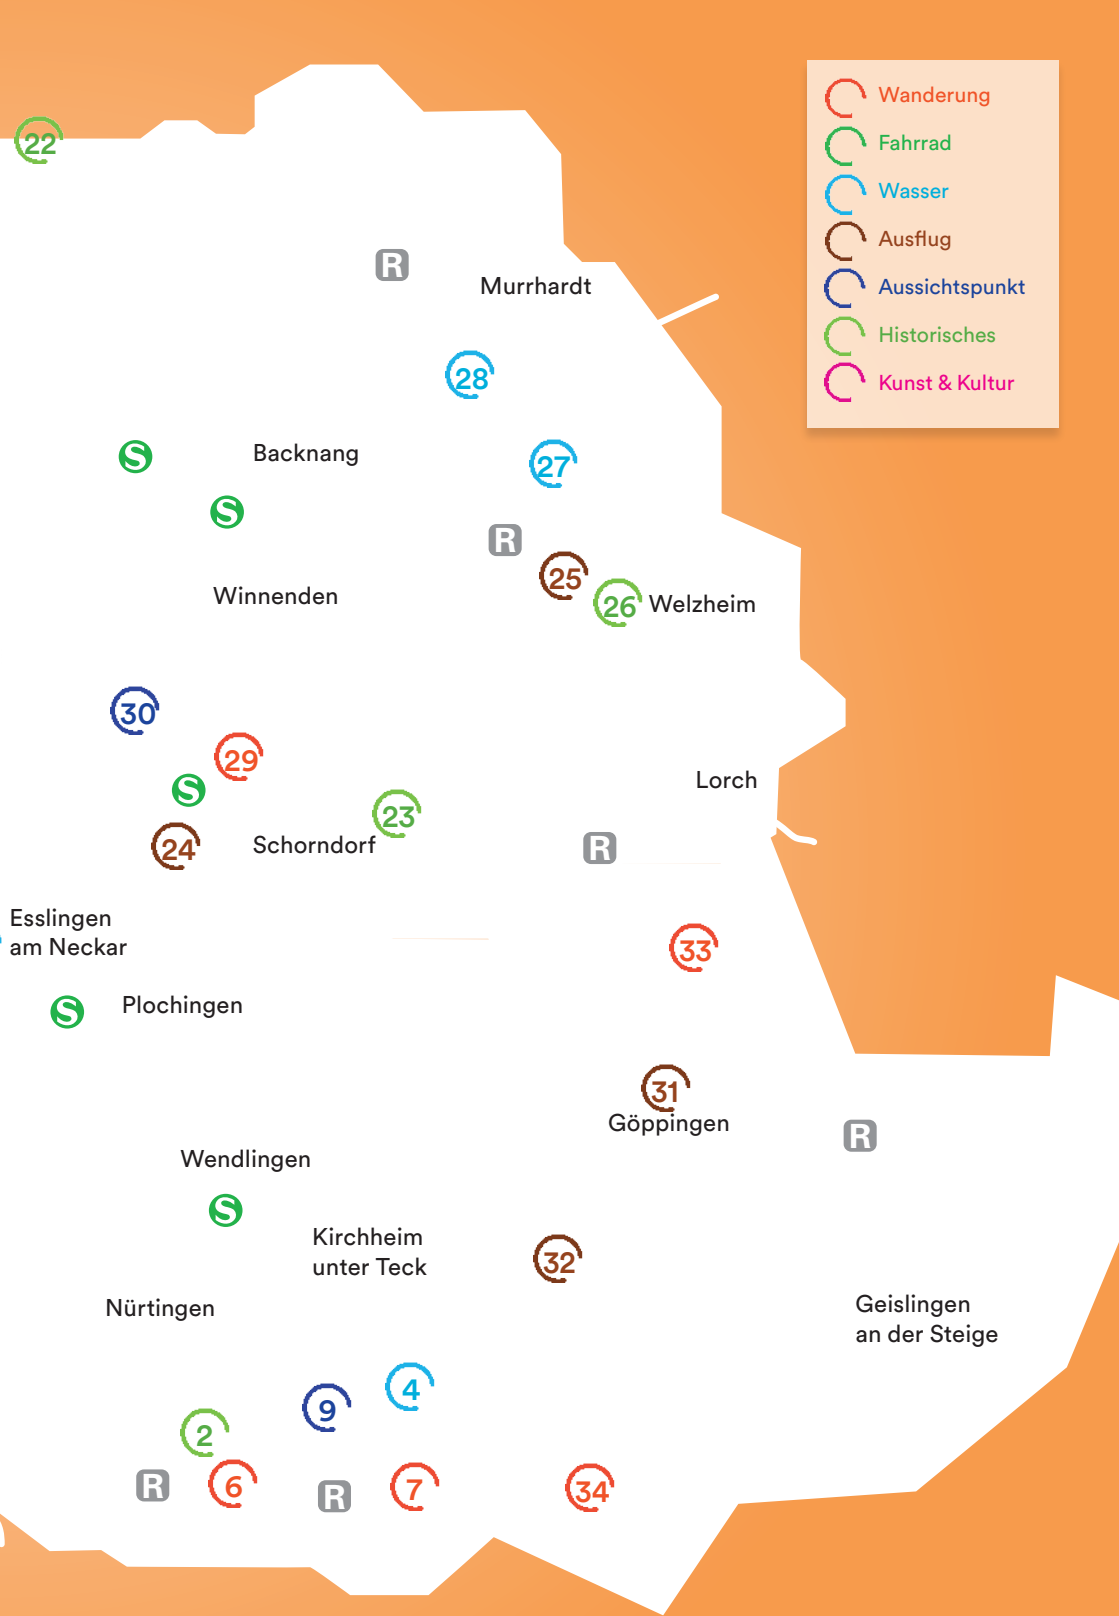 Wanderung
22
Fahrrad
Wasser
Ausflug
R
Murrhardt
Aussichtspunkt
Historisches
28
Kunst & Kultur
S
Backnang
27
S
R
25
Winnenden
26
Welzheim
30
29
S
Lorch
23
24
Schorndorf
R
Esslingen
am Neckar
33
S
Plochingen
31
Göppingen
R
Wendlingen
S
Kirchheim
unter Teck
32
Nürtingen
Geislingen
an der Steige
4
9
2
R
6
R
7
34